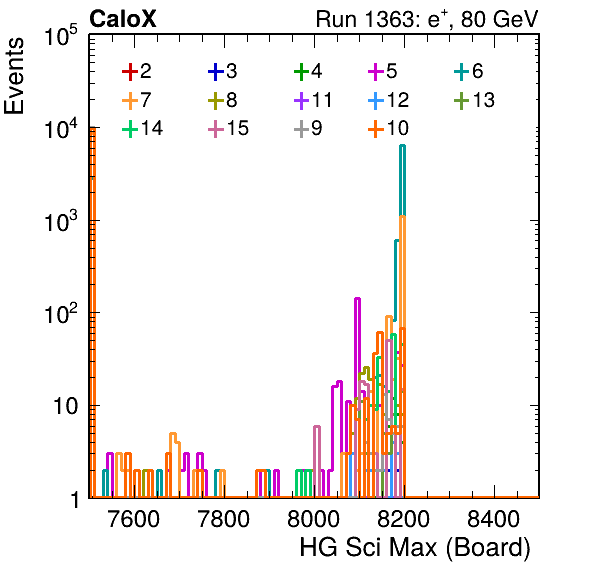 CaloX Run 1363: e⁺, 80 GeV
Events
10⁵
2 3 4 5 6
7 8 11 12 13
14 15 9 10
10⁴
10³
10²
10
1
7600 7800 8000 8200 8400
HG Sci Max (Board)